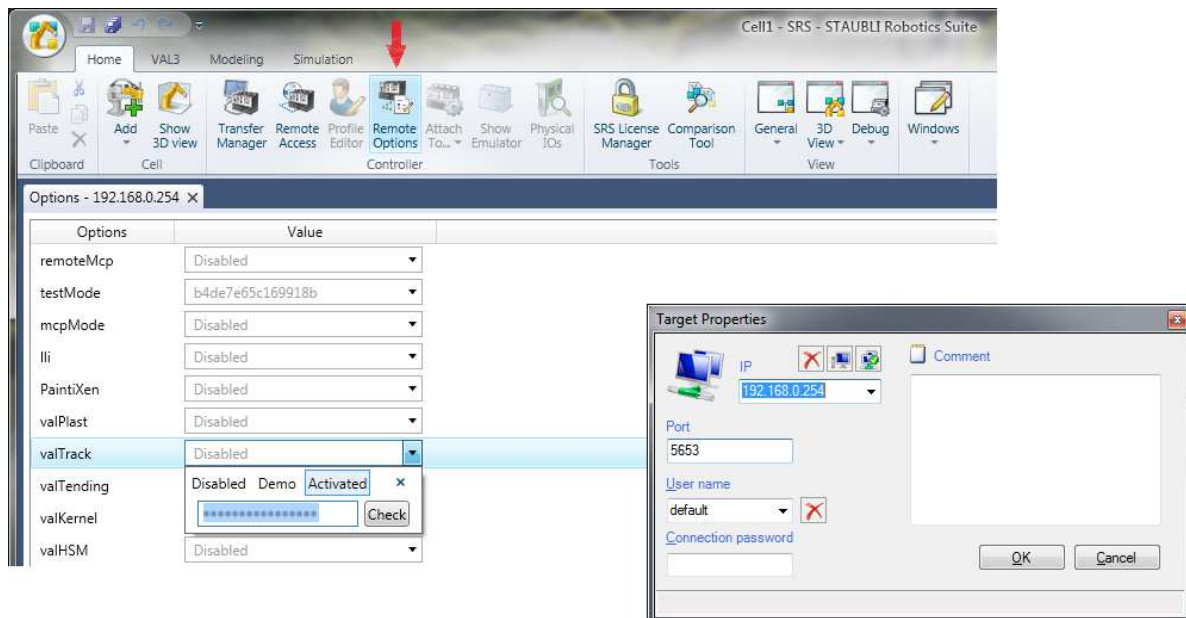 Cell1 - SRS - STAUBLI Robotics Suite
Home VAL3 Modeling Simulation
Paste
Add
Show 3D view
Transfer Manager
Remote Access
Profile Editor
Remote Options
Attach To...
Show Emulator
Physical IOs
SRS License Manager
Comparison Tool
General
3D View
Debug
Windows
Clipboard Cell Controller Tools View
Options - 192.168.0.254
Options Value
remoteMcp Disabled
testMode b4de7e65c169918b
mcpMode Disabled
lli Disabled
PaintiXen Disabled
valPlast Disabled
valTrack Disabled
valTending Disabled Demo Activated ×
valKernel **************** Check
valHSM Disabled
Target Properties
IP
192.168.0.254
Comment
Port
5653
User name
default
Connection password
OK Cancel